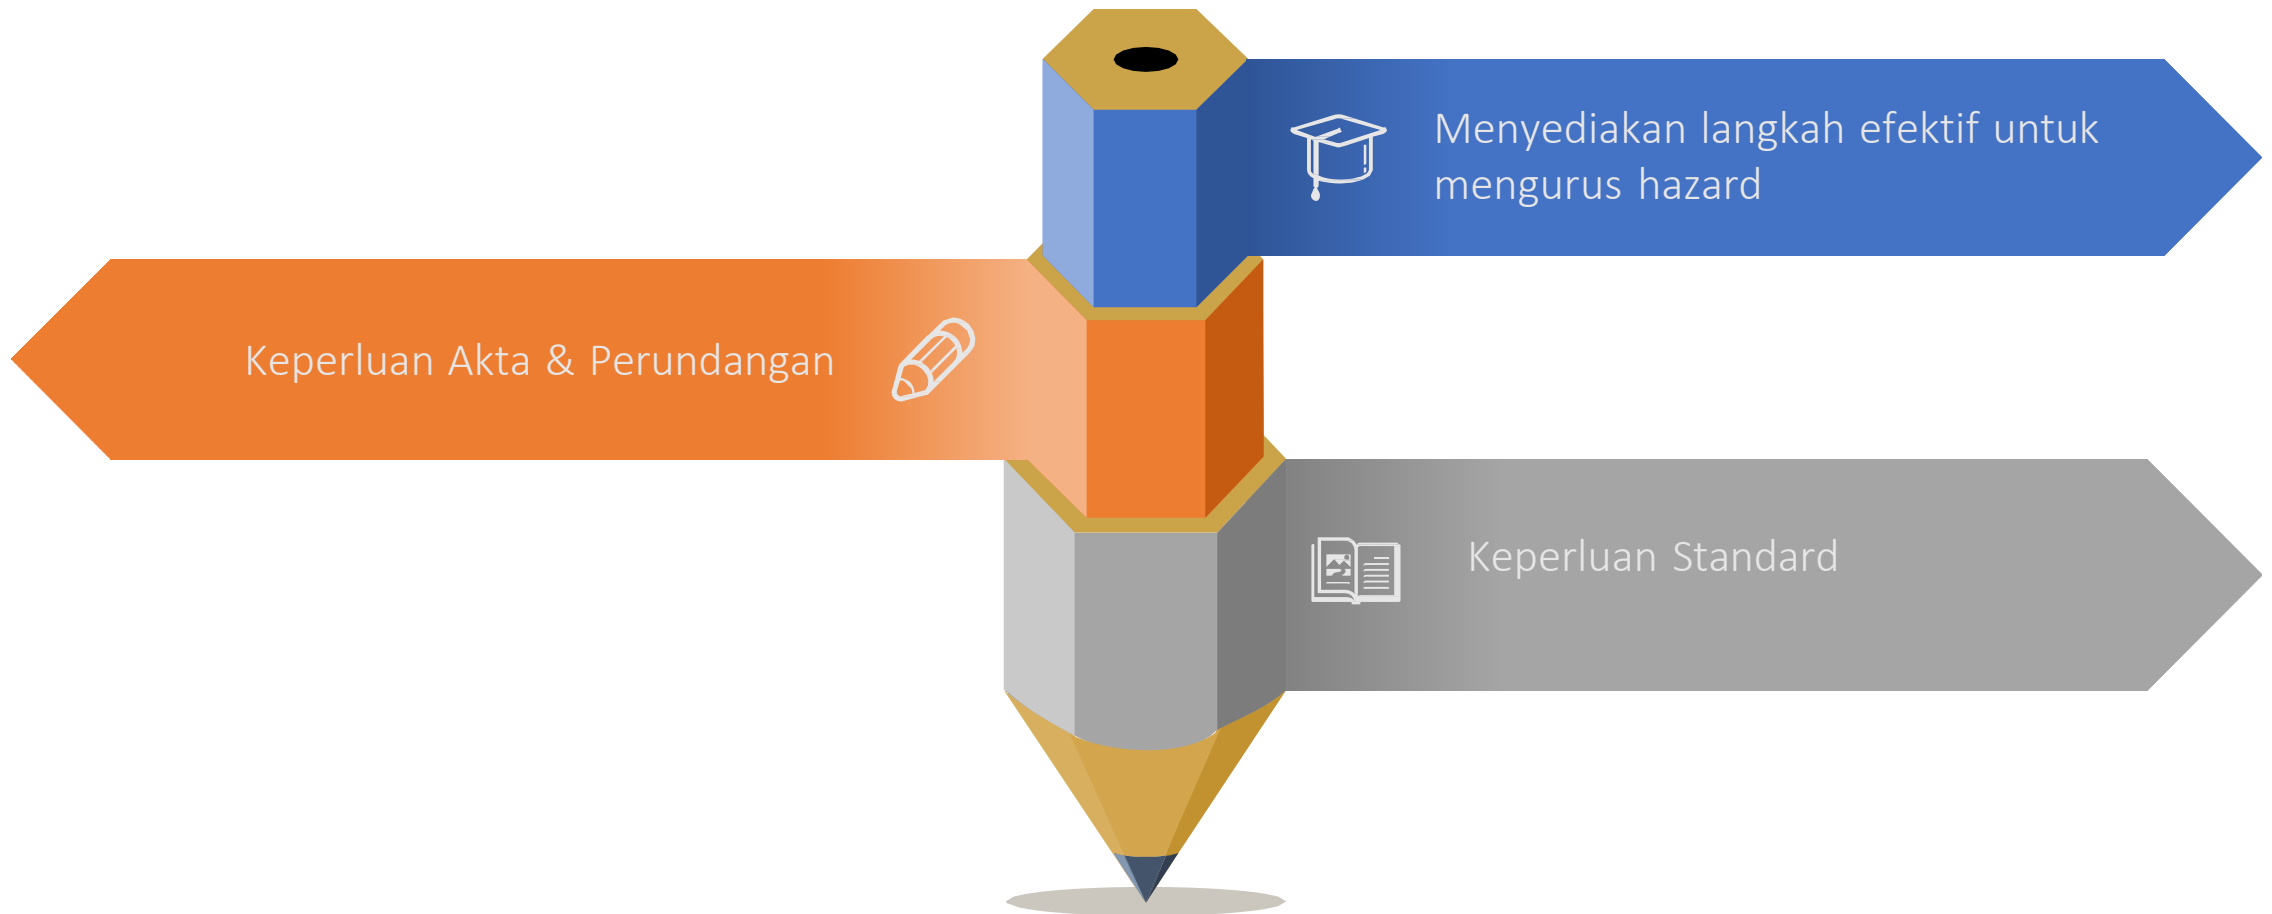 Menyediakan langkah efektif untuk
mengurus hazard
Keperluan Akta & Perundangan
Keperluan Standard